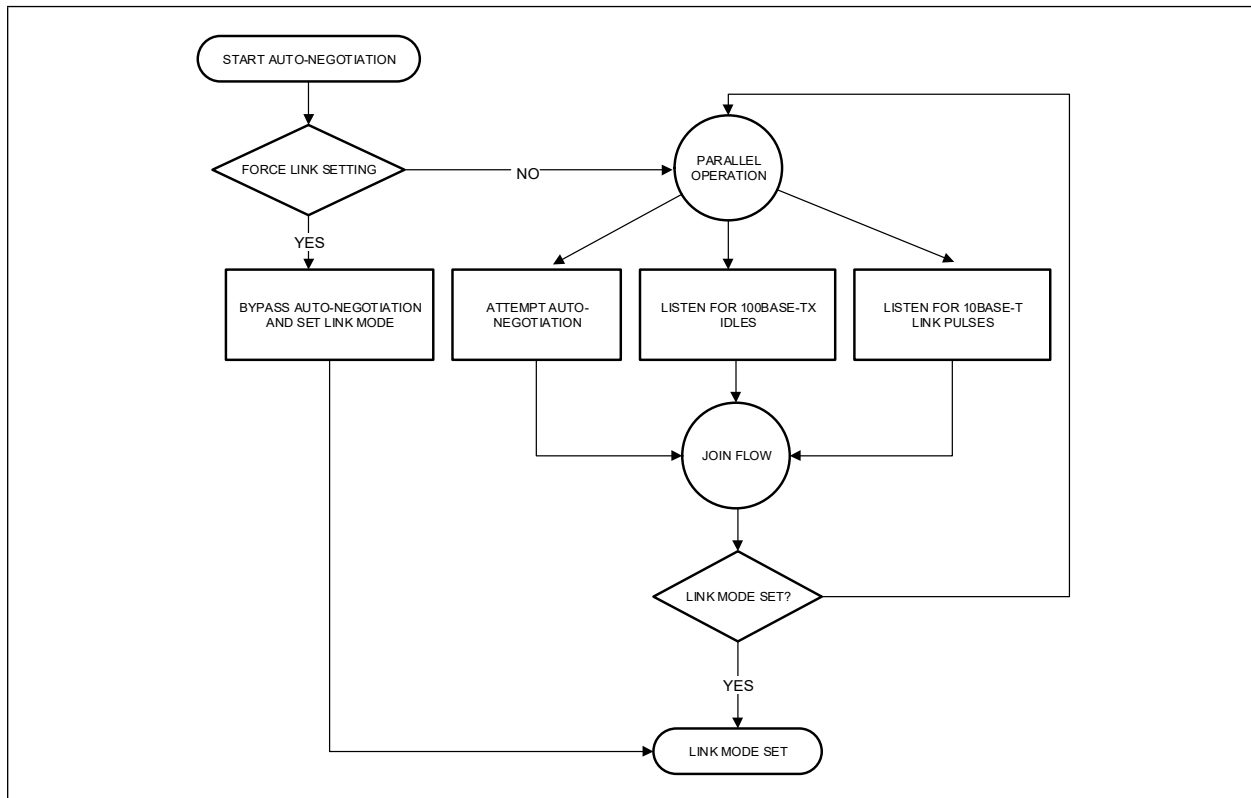 START AUTO-NEGOTIATION
FORCE LINK SETTING
NO
PARALLEL
OPERATION
YES
BYPASS AUTO-NEGOTIATION
AND SET LINK MODE
ATTEMPT AUTO-
NEGOTIATION
LISTEN FOR 100BASE-TX
IDLES
LISTEN FOR 10BASE-T
LINK PULSES
JOIN FLOW
LINK MODE SET?
YES
LINK MODE SET